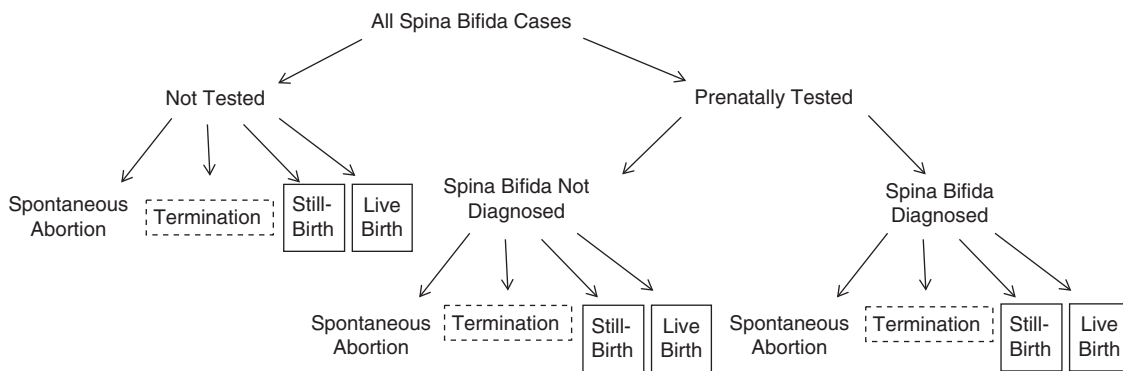 All Spina Bifida Cases
Not Tested
Prenatally Tested
Spontaneous
Abortion
Termination
Still-
Birth
Live
Birth
Spina Bifida Not
Diagnosed
Spina Bifida
Diagnosed
Spontaneous
Abortion
Termination
Still-
Birth
Live
Birth
Spontaneous
Abortion
Termination
Still-
Birth
Live
Birth